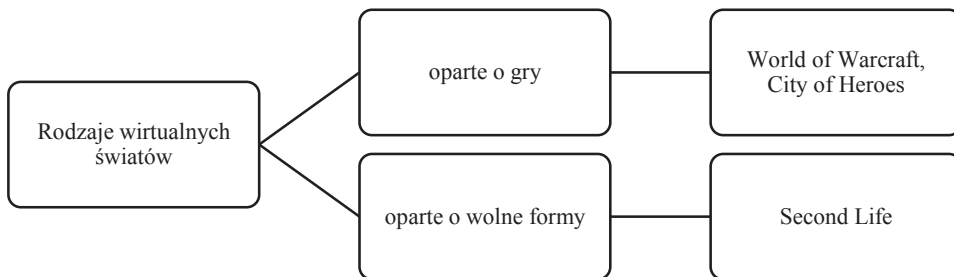 Rodzaje wirtualnych
światów
oparte o gry
World of Warcraft,
City of Heroes
oparte o wolne formy
Second Life